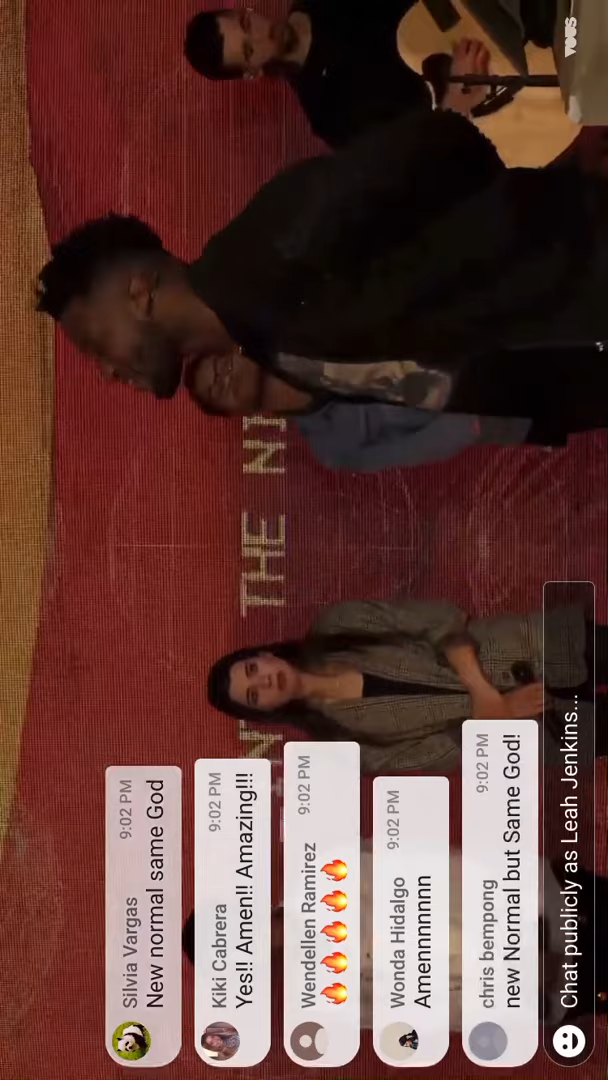 VOUS
THE NI
Silvia Vargas 9:02 PM
New normal same God
Kiki Cabrera 9:02 PM
Yes!! Amen!! Amazing!!!
Wendellen Ramirez 9:02 PM
🔥🔥🔥🔥🔥
Wonda Hidalgo 9:02 PM
Amennnnnnn
chris bempong 9:02 PM
new Normal but Same God!
Chat publicly as Leah Jenkins...